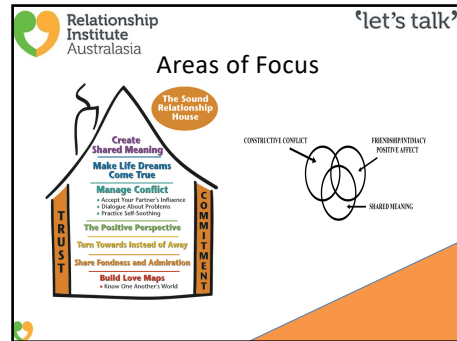 Relationship
Institute
Australasia
‘let’s talk’
Areas of Focus
The Sound
Relationship
House
Create
Shared Meaning
Make Life Dreams
Come True
Manage Conflict
• Accept Your Partner's Influence
• Dialogue About Problems
• Practice Self-Soothing
The Positive Perspective
Turn Towards Instead of Away
Share Fondness and Admiration
Build Love Maps
• Know One Another's World
TRUST
COMMITMENT
CONSTRUCTIVE CONFLICT
FRIENDSHIP/INTIMACY
POSITIVE AFFECT
SHARED MEANING